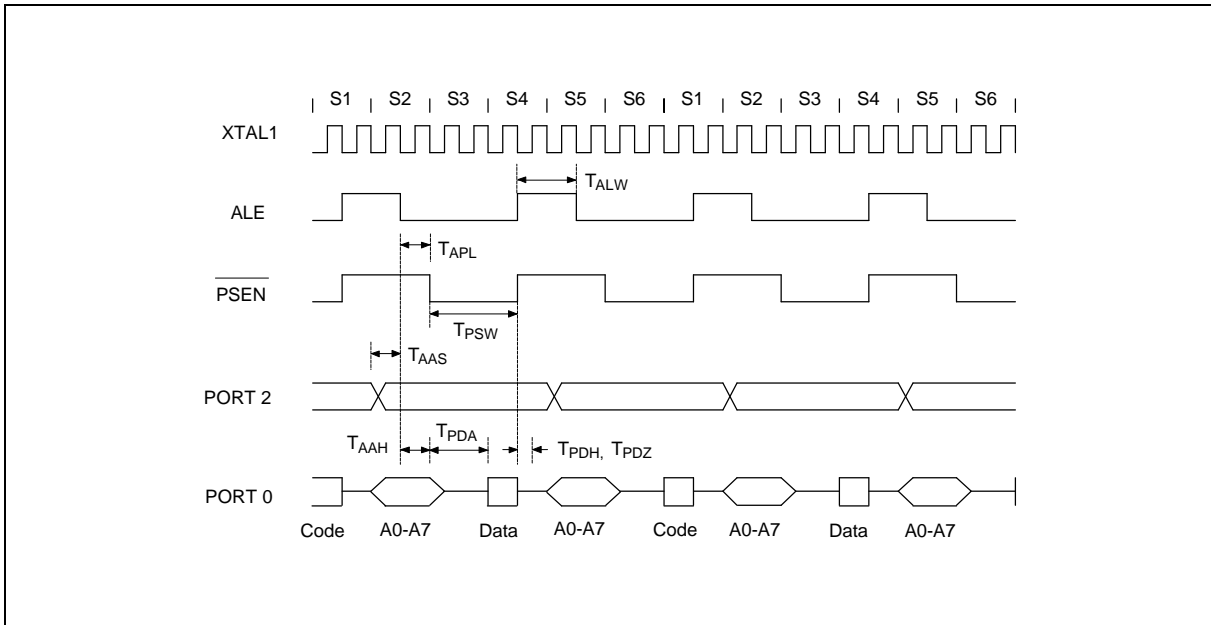 S1 S2 S3 S4 S5 S6 S1 S2 S3 S4 S5 S6
XTAL1
TALW
ALE
TAPL
PSEN
TPSW
TAAS
PORT 2
TAAH TPDA TPDH, TPDZ
PORT 0
Code A0-A7 Data A0-A7 Code A0-A7 Data A0-A7